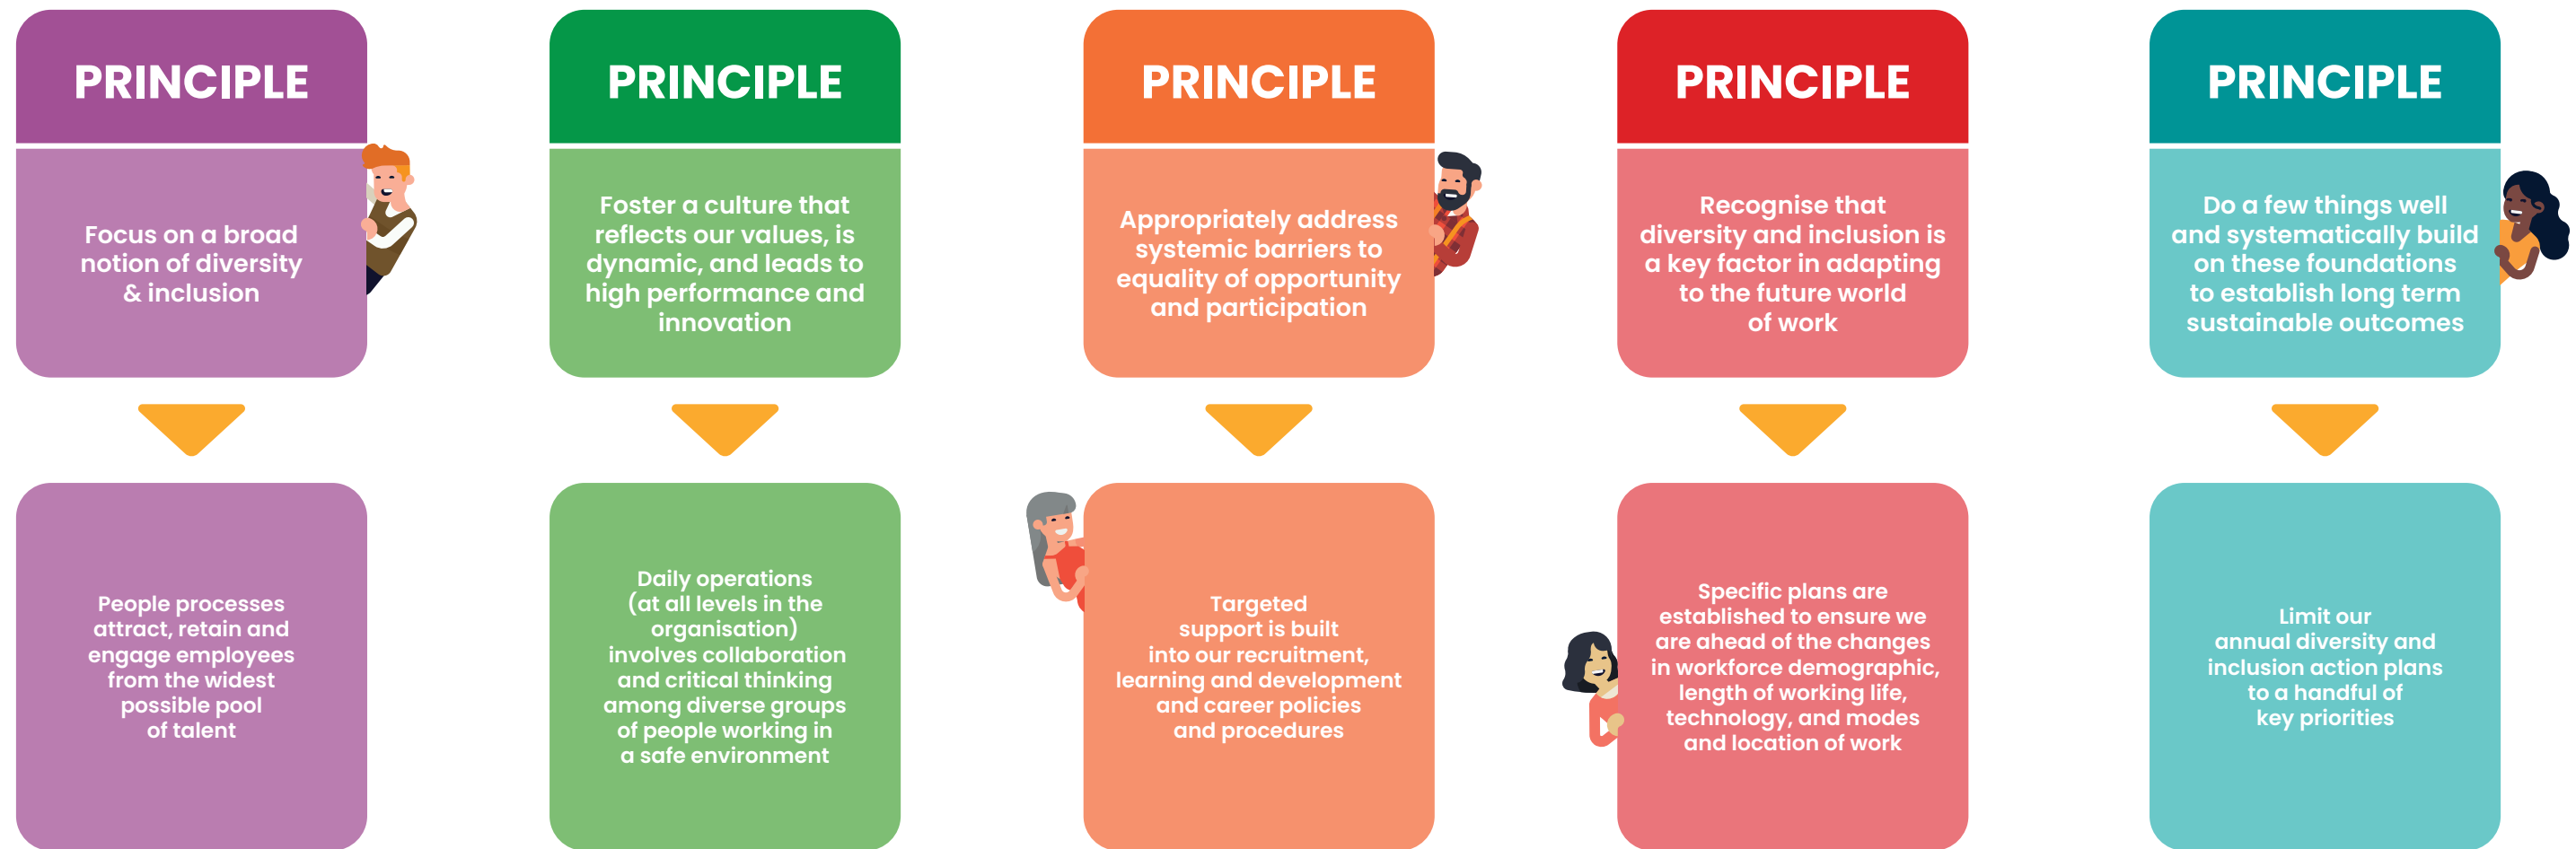 PRINCIPLE
Focus on a broad
notion of diversity
& inclusion
People processes
attract, retain and
engage employees
from the widest
possible pool
of talent
PRINCIPLE
Foster a culture that
reflects our values, is
dynamic, and leads to
high performance and
innovation
Daily operations
(at all levels in the
organisation)
involves collaboration
and critical thinking
among diverse groups
of people working in
a safe environment
PRINCIPLE
Appropriately address
systemic barriers to
equality of opportunity
and participation
Targeted
support is built
into our recruitment,
learning and development
and career policies
and procedures
PRINCIPLE
Recognise that
diversity and inclusion is
a key factor in adapting
to the future world
of work
Specific plans are
established to ensure we
are ahead of the changes
in workforce demographic,
length of working life,
technology, and modes
and location of work
PRINCIPLE
Do a few things well
and systematically build
on these foundations
to establish long term
sustainable outcomes
Limit our
annual diversity and
inclusion action plans
to a handful of
key priorities